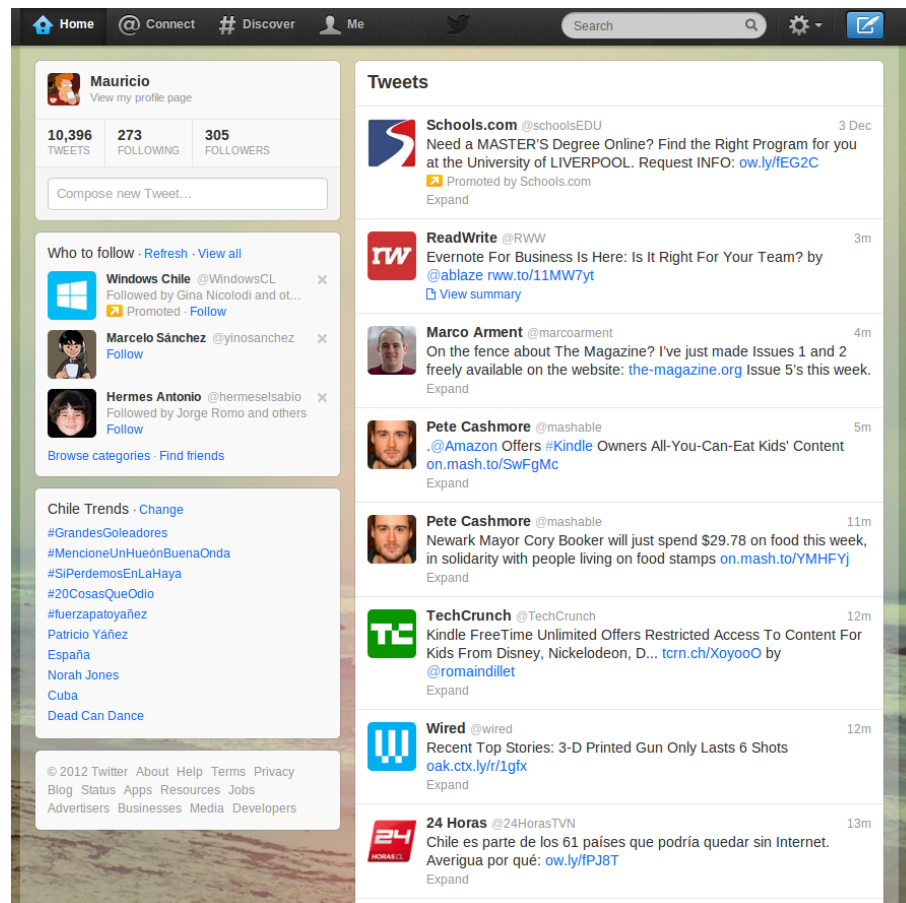 Home
Connect
Discover
Me
Search
Mauricio
View my profile page
10,396 273 305
TWEETS FOLLOWING FOLLOWERS
Compose new Tweet...
Who to follow · Refresh · View all
Windows Chile @WindowsCL
Followed by Gina Nicolodi and ot...
Promoted · Follow
Marcelo Sánchez @yinosanchez
Follow
Hermes Antonio @hermeselsabio
Followed by Jorge Romo and others
Follow
Browse categories · Find friends
Chile Trends · Change
#GrandesGoleadores
#MencioneUnHueónBuenaOnda
#SiPerdemosEnLaHaya
#20CosasQueOdio
#fuerzapatoyañez
Patricio Yáñez
España
Norah Jones
Cuba
Dead Can Dance
© 2012 Twitter About Help Terms Privacy
Blog Status Apps Resources Jobs
Advertisers Businesses Media Developers
Tweets
Schools.com @schoolsEDU 3 Dec
Need a MASTER'S Degree Online? Find the Right Program for you
at the University of LIVERPOOL. Request INFO: ow.ly/fEG2C
Promoted by Schools.com
Expand
rw
ReadWrite @RWW 3m
Evernote For Business Is Here: Is It Right For Your Team? by
@ablaze rww.to/11MW7yt
View summary
Marco Arment @marcoarment 4m
On the fence about The Magazine? I've just made Issues 1 and 2
freely available on the website: the-magazine.org Issue 5's this week.
Expand
Pete Cashmore @mashable 5m
.@Amazon Offers #Kindle Owners All-You-Can-Eat Kids' Content
on.mash.to/SwFgMc
Expand
Pete Cashmore @mashable 11m
Newark Mayor Cory Booker will just spend $29.78 on food this week,
in solidarity with people living on food stamps on.mash.to/YMHFYj
Expand
TC
TechCrunch @TechCrunch 12m
Kindle FreeTime Unlimited Offers Restricted Access To Content For
Kids From Disney, Nickelodeon, D... tcrn.ch/XoyooO by
@romaindillet
Expand
Wired @wired 12m
Recent Top Stories: 3-D Printed Gun Only Lasts 6 Shots
oak.ctx.ly/r/1gfx
Expand
24
HORAS.CL
24 Horas @24HorasTVN 13m
Chile es parte de los 61 países que podría quedar sin Internet.
Averigua por qué: ow.ly/fPJ8T
Expand